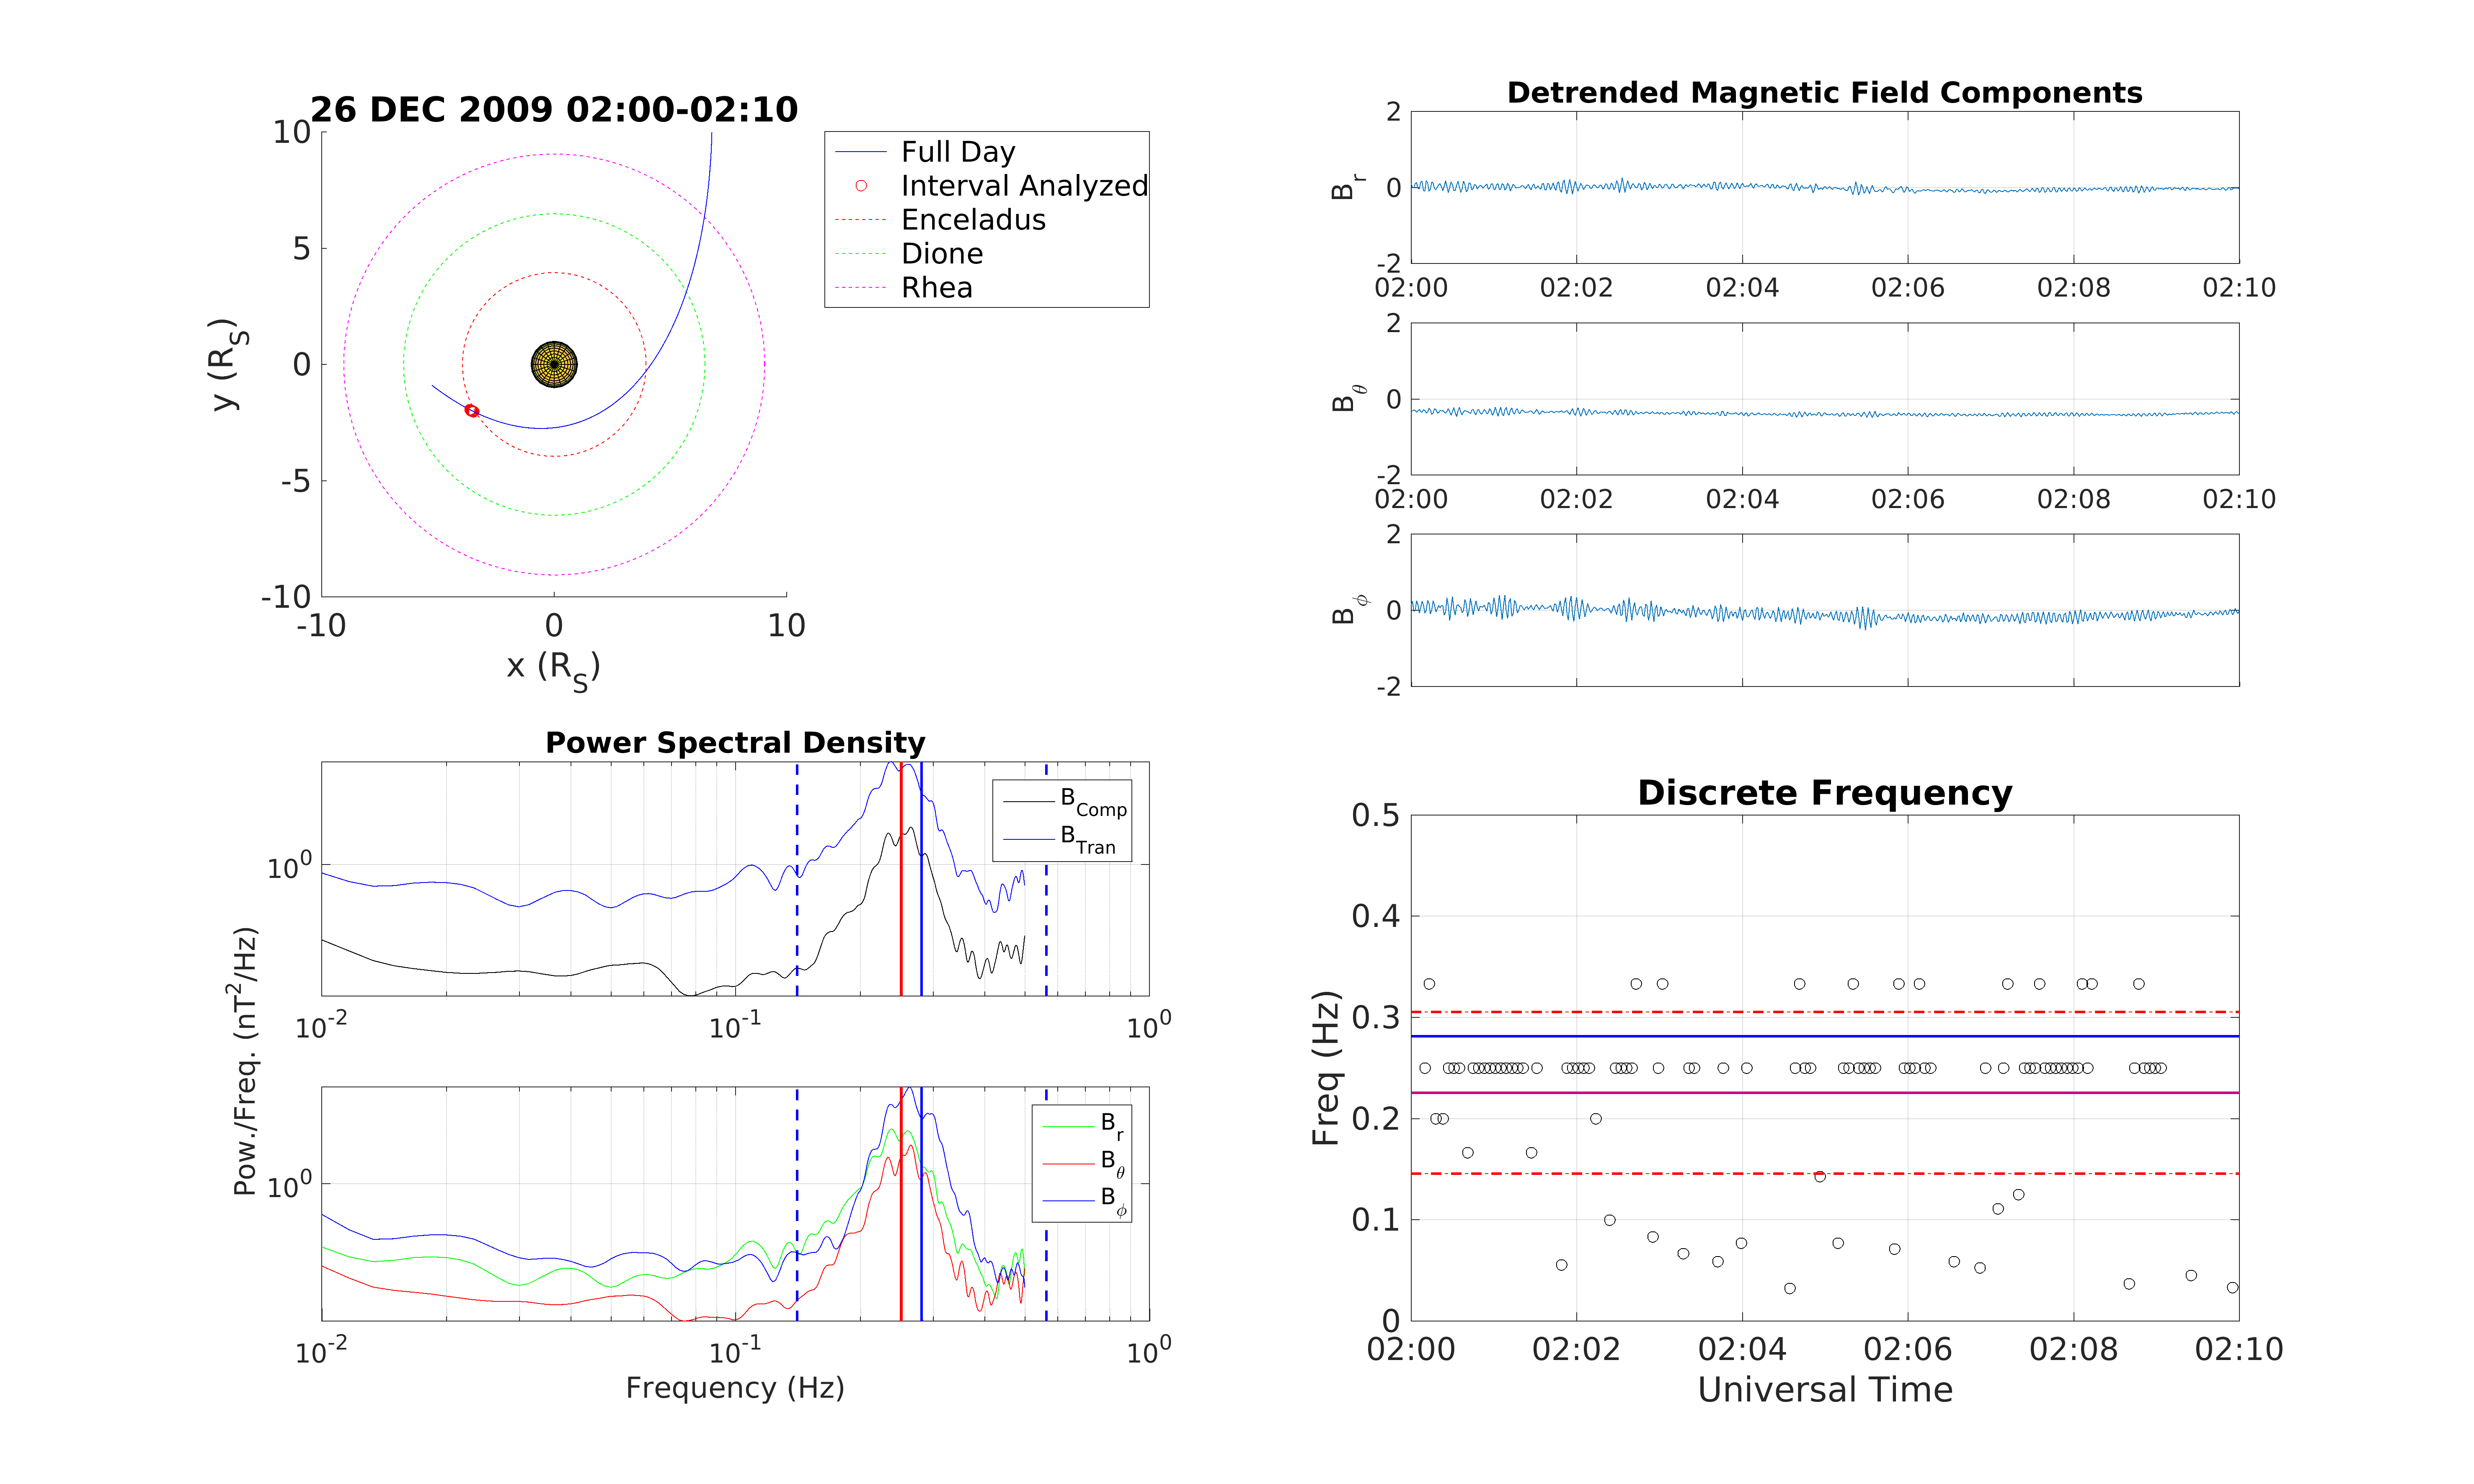 26 DEC 2009 02:00-02:10
10
5
0
-5
-10
-10
0
10
y (R_S)
x (R_S)
Full Day
Interval Analyzed
Enceladus
Dione
Rhea
Detrended Magnetic Field Components
B_r
2
0
-2
02:00
02:02
02:04
02:06
02:08
02:10
B_θ
2
0
-2
02:00
02:02
02:04
02:06
02:08
02:10
B_ϕ
2
0
-2
Power Spectral Density
Pow./Freq. (nT^2/Hz)
10^0
B_Comp
B_Tran
10^-2
10^-1
10^0
10^0
B_r
B_θ
B_ϕ
10^-2
10^-1
10^0
Frequency (Hz)
Discrete Frequency
Freq (Hz)
0.5
0.4
0.3
0.2
0.1
0
02:00
02:02
02:04
02:06
02:08
02:10
Universal Time